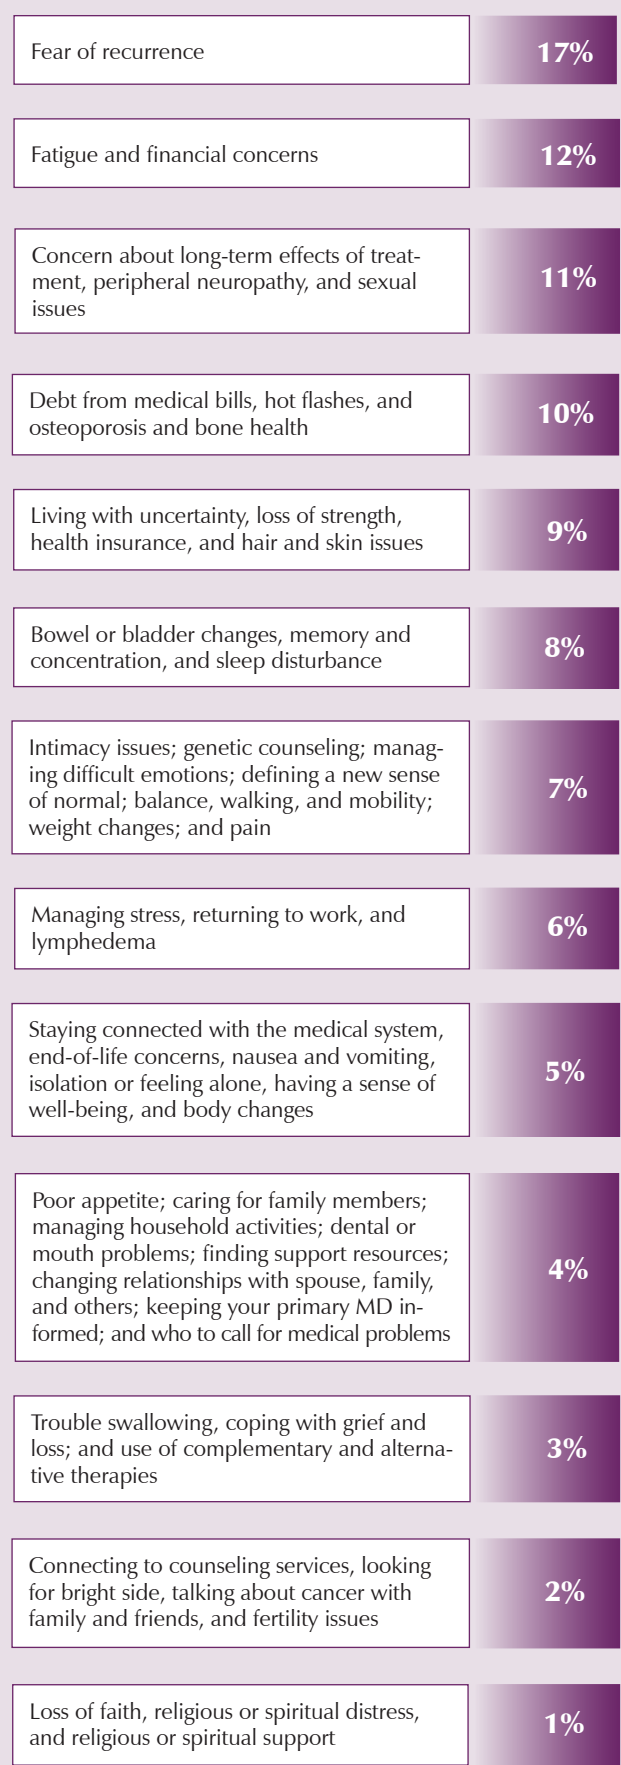 Fear of recurrence
17%
Fatigue and financial concerns
12%
Concern about long-term effects of treat-
ment, peripheral neuropathy, and sexual
issues
11%
Debt from medical bills, hot flashes, and
osteoporosis and bone health
10%
Living with uncertainty, loss of strength,
health insurance, and hair and skin issues
9%
Bowel or bladder changes, memory and
concentration, and sleep disturbance
8%
Intimacy issues; genetic counseling; manag-
ing difficult emotions; defining a new sense
of normal; balance, walking, and mobility;
weight changes; and pain
7%
Managing stress, returning to work, and
lymphedema
6%
Staying connected with the medical system,
end-of-life concerns, nausea and vomiting,
isolation or feeling alone, having a sense of
well-being, and body changes
5%
Poor appetite; caring for family members;
managing household activities; dental or
mouth problems; finding support resources;
changing relationships with spouse, family,
and others; keeping your primary MD in-
formed; and who to call for medical problems
4%
Trouble swallowing, coping with grief and
loss; and use of complementary and alterna-
tive therapies
3%
Connecting to counseling services, looking
for bright side, talking about cancer with
family and friends, and fertility issues
2%
Loss of faith, religious or spiritual distress,
and religious or spiritual support
1%